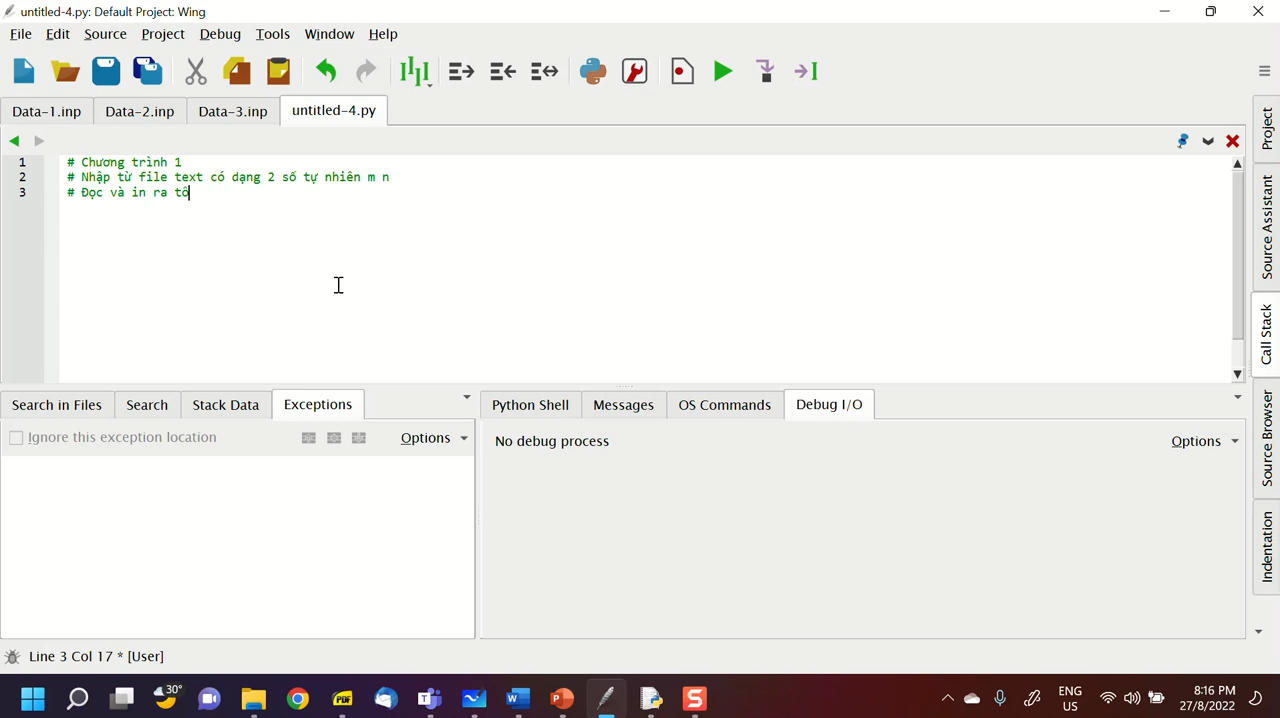 untitled-4.py: Default Project: Wing
File Edit Source Project Debug Tools Window Help
Data-1.inp Data-2.inp Data-3.inp untitled-4.py
1 # Chương trình 1
2 # Nhập từ file text có dạng 2 số tự nhiên m n
3 # Đọc và in ra tô
Project
Source Assistant
Call Stack
Source Browser
Indentation
Search in Files Search Stack Data Exceptions
Ignore this exception location Options
Python Shell Messages OS Commands Debug I/O
No debug process Options
Line 3 Col 17 * [User]
30°
PDF
ENG
US
8:16 PM
27/8/2022